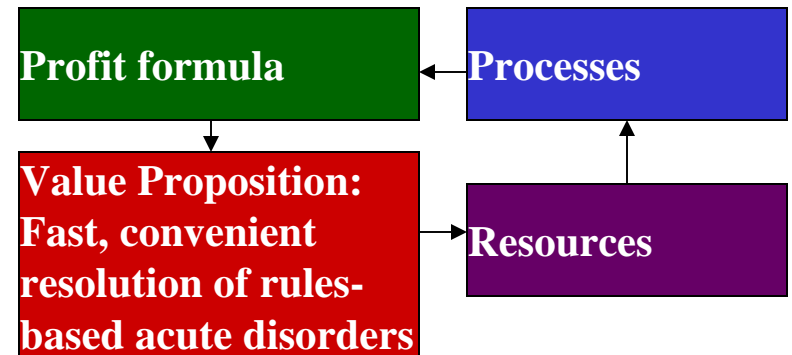 Profit formula
Processes
Value Proposition:
Fast, convenient
resolution of rules-
based acute disorders
Resources